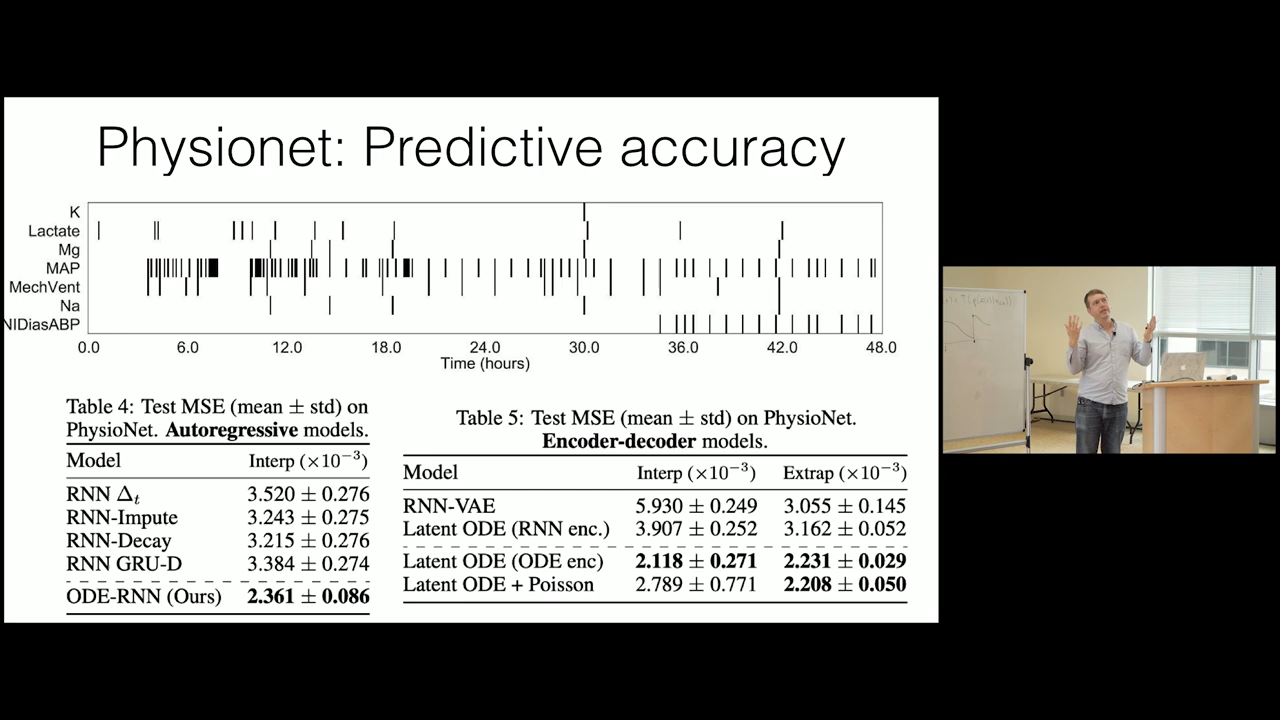 Physionet: Predictive accuracy
K
Lactate
Mg
MAP
MechVent
Na
NIDiasABP
0.0 6.0 12.0 18.0 24.0 30.0 36.0 42.0 48.0
Time (hours)
Table 4: Test MSE (mean ± std) on
PhysioNet. Autoregressive models.
Model Interp (×10⁻³)
RNN Δₜ 3.520 ± 0.276
RNN-Impute 3.243 ± 0.275
RNN-Decay 3.215 ± 0.276
RNN GRU-D 3.384 ± 0.274
ODE-RNN (Ours) 2.361 ± 0.086
Table 5: Test MSE (mean ± std) on PhysioNet.
Encoder-decoder models.
Model Interp (×10⁻³) Extrap (×10⁻³)
RNN-VAE 5.930 ± 0.249 3.055 ± 0.145
Latent ODE (RNN enc.) 3.907 ± 0.252 3.162 ± 0.052
Latent ODE (ODE enc) 2.118 ± 0.271 2.231 ± 0.029
Latent ODE + Poisson 2.789 ± 0.771 2.208 ± 0.050